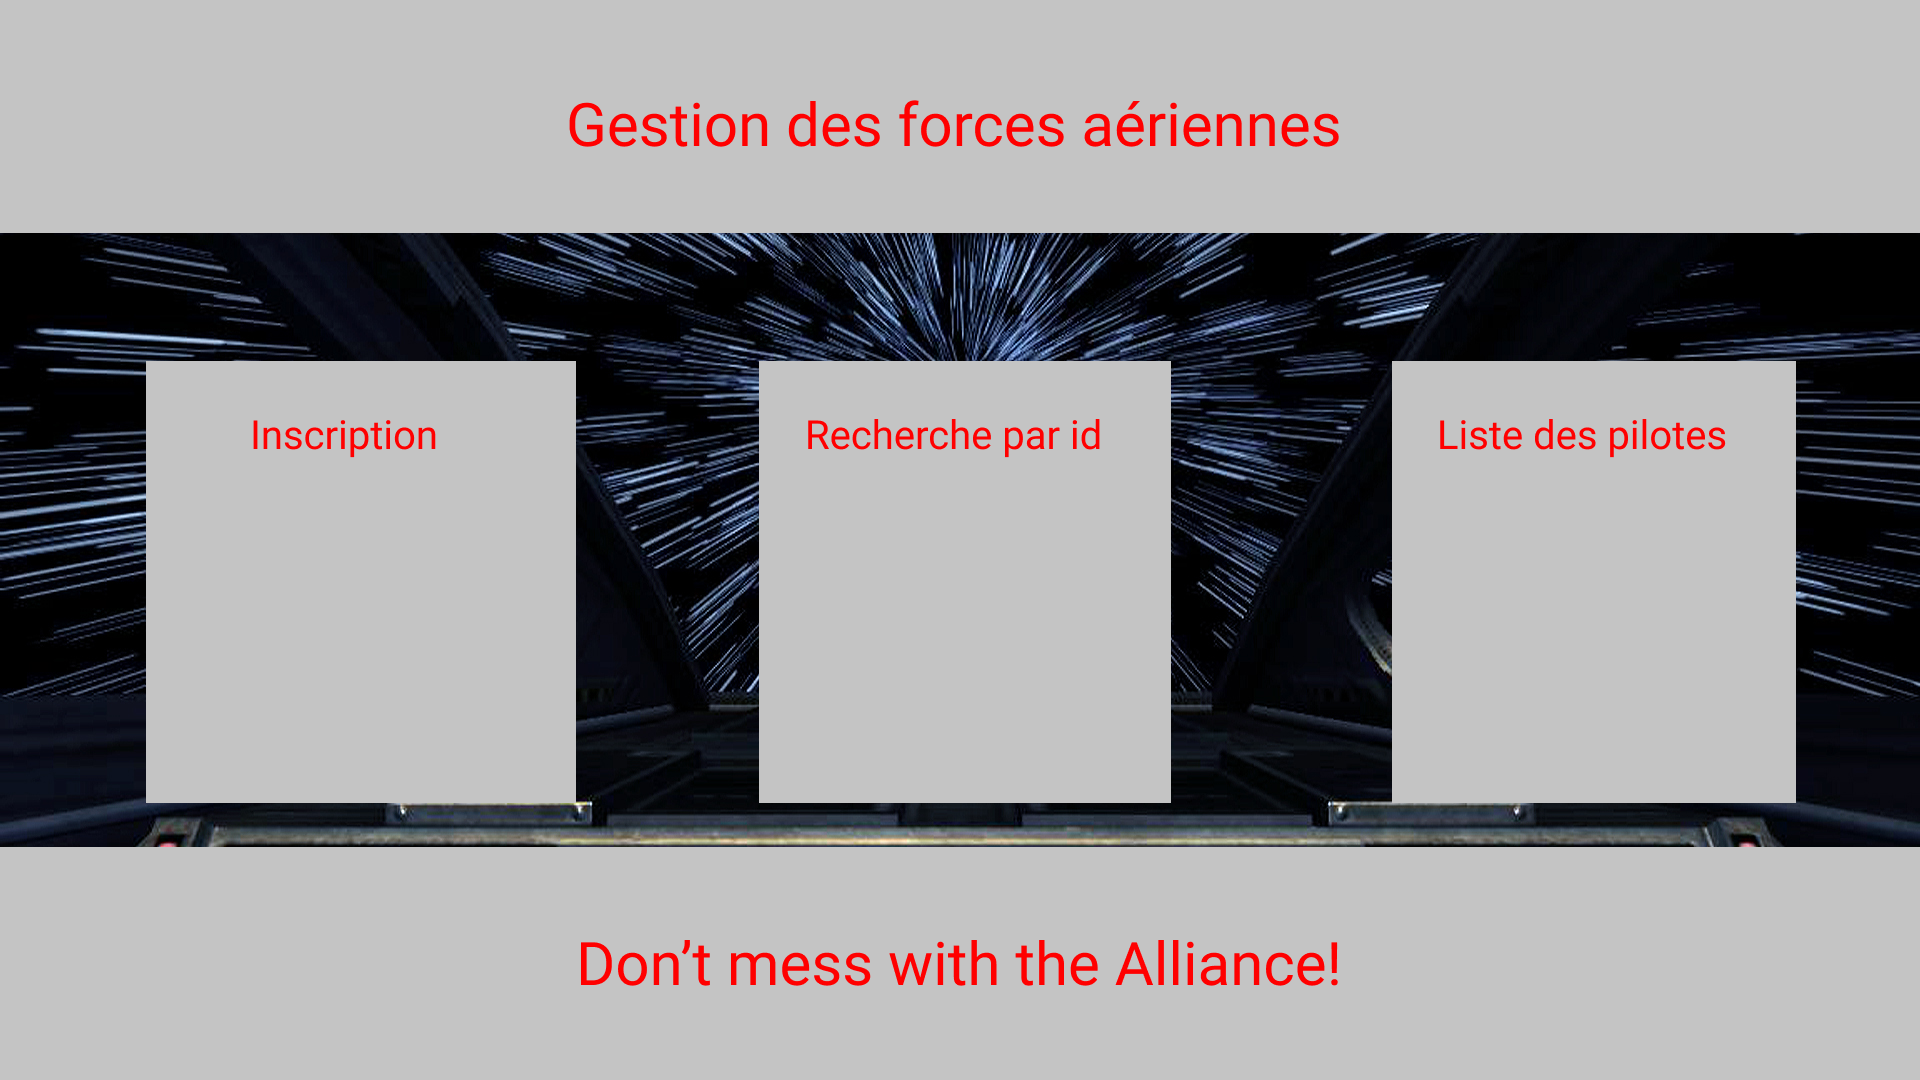 Gestion des forces aériennes
Inscription
Recherche par id
Liste des pilotes
Don’t mess with the Alliance!